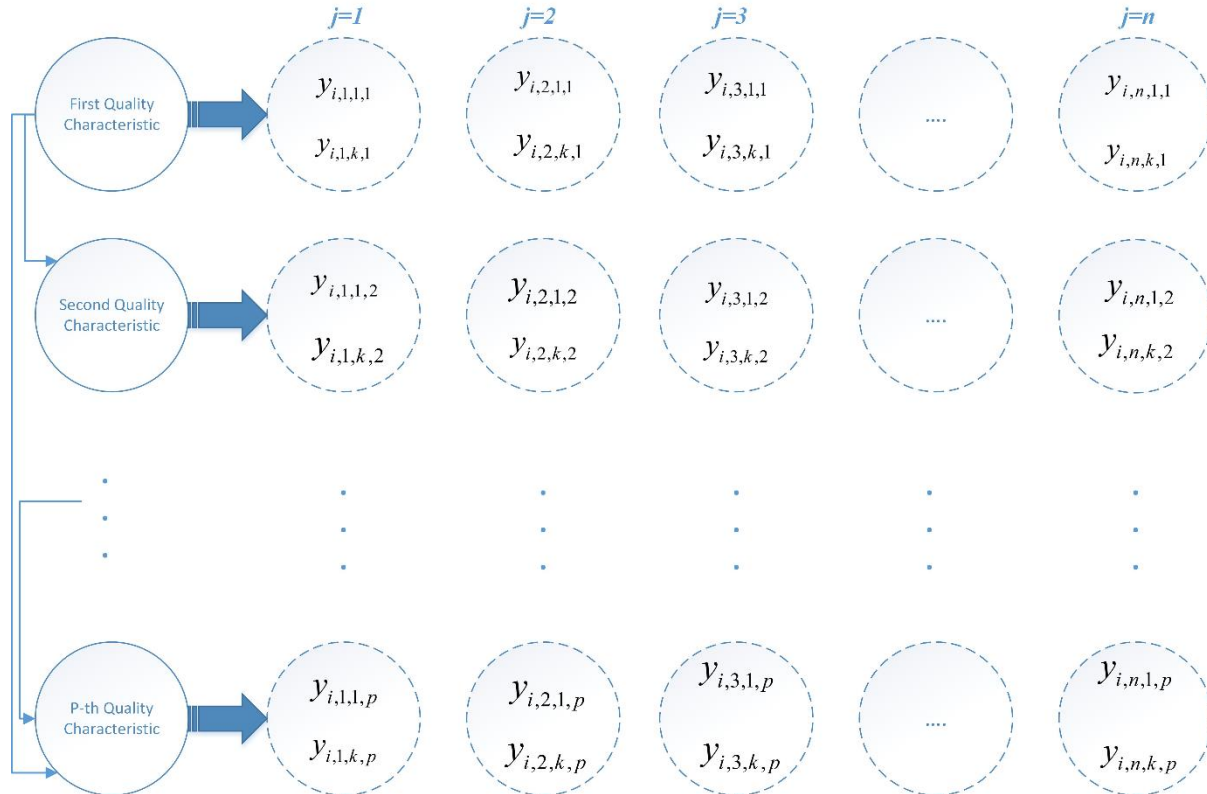 j=1 j=2 j=3 j=n
First Quality
Characteristic
y_{i,1,1,1} y_{i,2,1,1} y_{i,3,1,1} .... y_{i,n,1,1}
y_{i,1,k,1} y_{i,2,k,1} y_{i,3,k,1} y_{i,n,k,1}
Second Quality
Characteristic
y_{i,1,1,2} y_{i,2,1,2} y_{i,3,1,2} .... y_{i,n,1,2}
y_{i,1,k,2} y_{i,2,k,2} y_{i,3,k,2} y_{i,n,k,2}
. . . . . .
. . . . . .
. . . . . .
P-th Quality
Characteristic
y_{i,1,1,p} y_{i,2,1,p} y_{i,3,1,p} .... y_{i,n,1,p}
y_{i,1,k,p} y_{i,2,k,p} y_{i,3,k,p} y_{i,n,k,p}